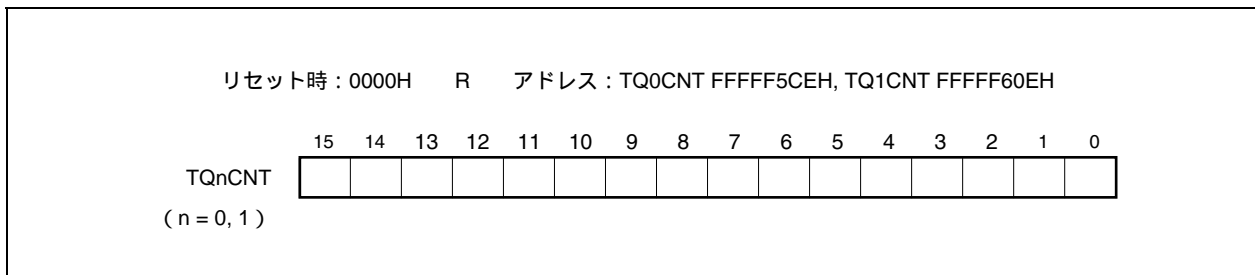 リセット時：0000H　　R　　アドレス：TQ0CNT FFFFF5CEH, TQ1CNT FFFFF60EH
15 14 13 12 11 10 9 8 7 6 5 4 3 2 1 0
TQnCNT
（n = 0, 1）